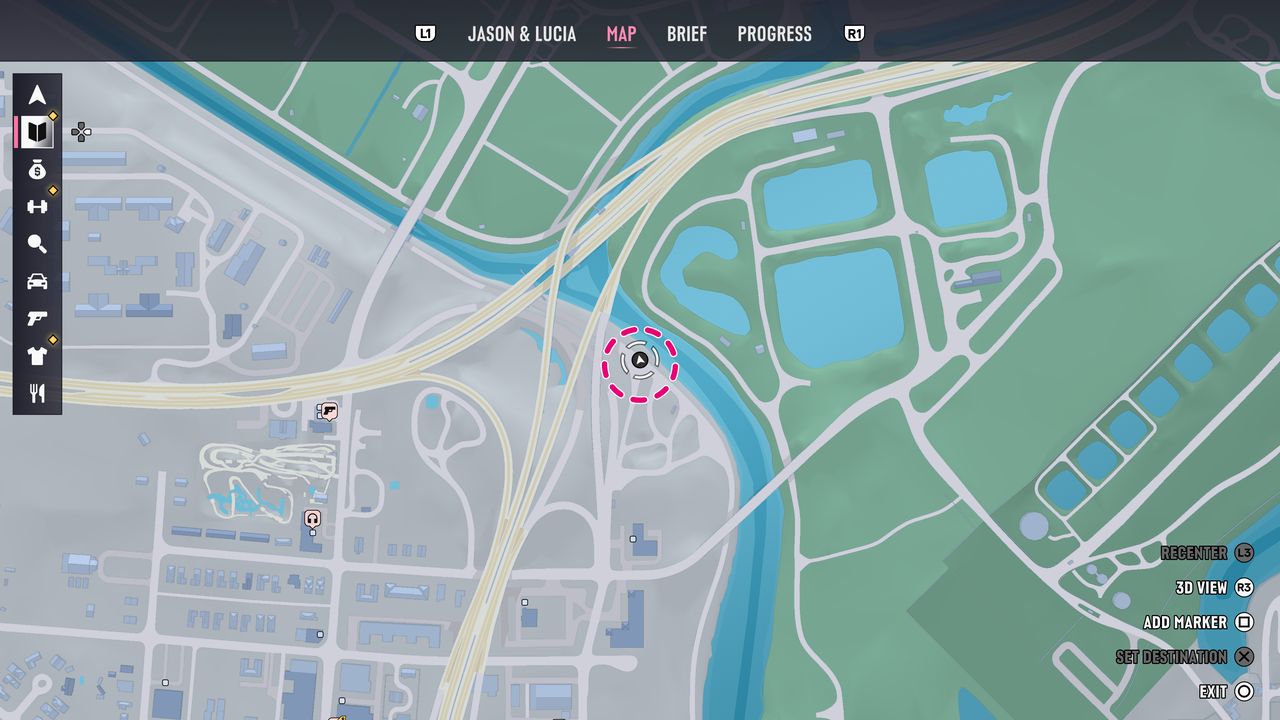 L1 JASON & LUCIA MAP BRIEF PROGRESS R1
$
RECENTER L3
3D VIEW R3
ADD MARKER
SET DESTINATION
EXIT